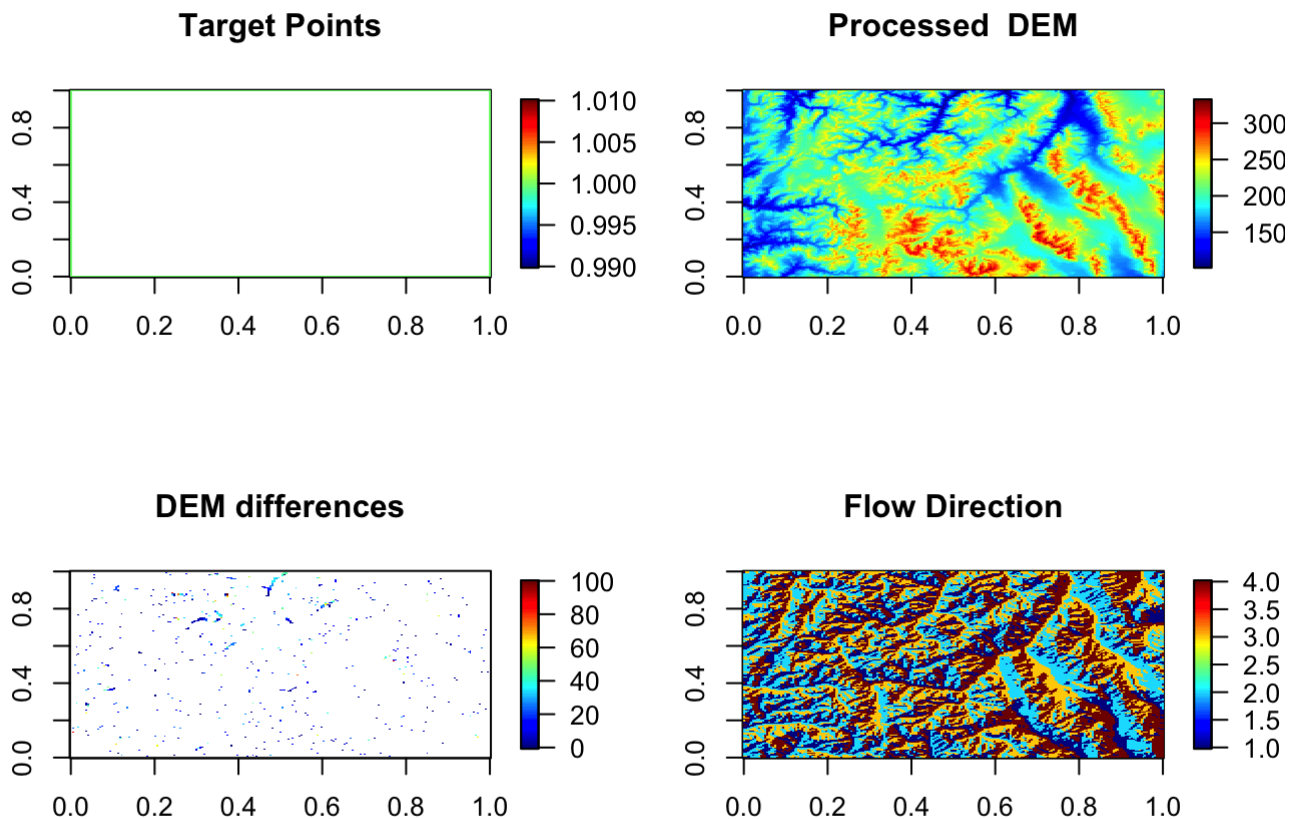 Target Points
0.0 0.4 0.8
0.0 0.2 0.4 0.6 0.8 1.0
1.010
1.005
1.000
0.995
0.990
Processed  DEM
0.0 0.4 0.8
0.0 0.2 0.4 0.6 0.8 1.0
300
250
200
150
DEM differences
0.0 0.4 0.8
0.0 0.2 0.4 0.6 0.8 1.0
100
80
60
40
20
0
Flow Direction
0.0 0.4 0.8
0.0 0.2 0.4 0.6 0.8 1.0
4.0
3.5
3.0
2.5
2.0
1.5
1.0